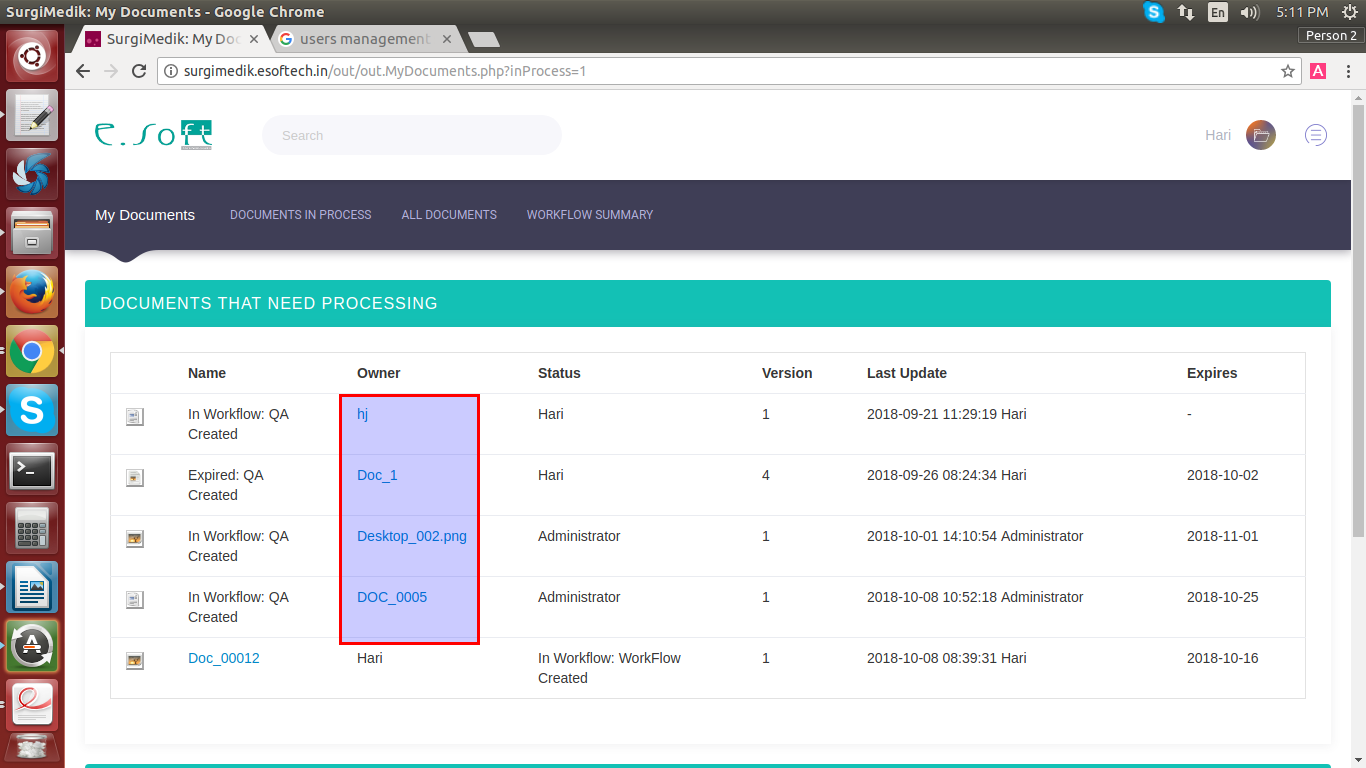 SurgiMedik: My Documents - Google Chrome
En 5:11 PM
Person 2
SurgiMedik: My Doc
users management
surgimedik.esoftech.in/out/out.MyDocuments.php?inProcess=1
e.soft
Search
Hari
My Documents DOCUMENTS IN PROCESS ALL DOCUMENTS WORKFLOW SUMMARY
DOCUMENTS THAT NEED PROCESSING
Name Owner Status Version Last Update Expires
In Workflow: QA hj Hari 1 2018-09-21 11:29:19 Hari -
Created
Expired: QA Doc_1 Hari 4 2018-09-26 08:24:34 Hari 2018-10-02
Created
In Workflow: QA Desktop_002.png Administrator 1 2018-10-01 14:10:54 Administrator 2018-11-01
Created
In Workflow: QA DOC_0005 Administrator 1 2018-10-08 10:52:18 Administrator 2018-10-25
Created
Doc_00012 Hari In Workflow: WorkFlow 1 2018-10-08 08:39:31 Hari 2018-10-16
Created